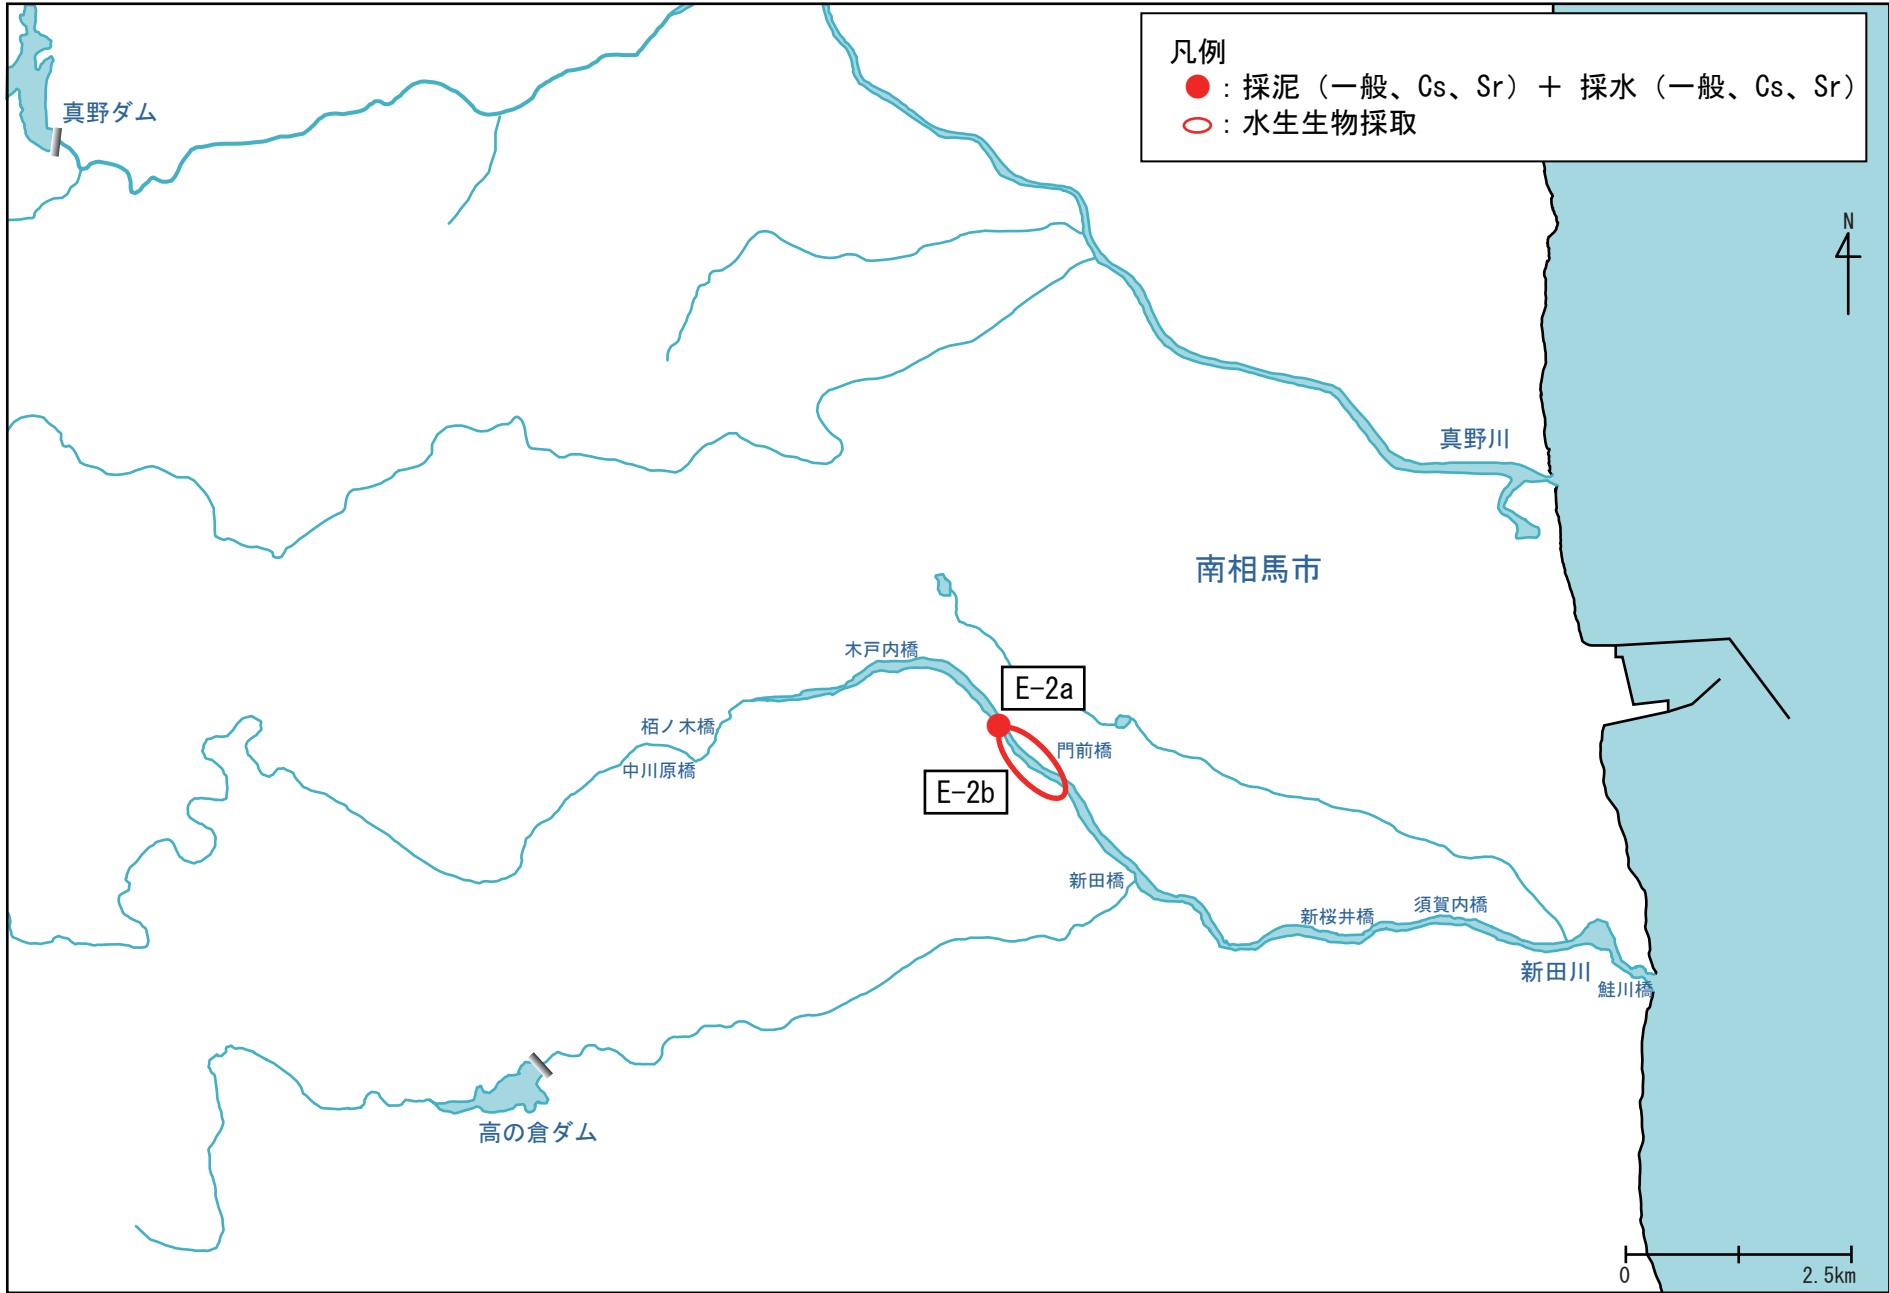 凡例
：採泥（一般、Cs、Sr）＋ 採水（一般、Cs、Sr）
：水生生物採取
真野ダム
N
真野川
南相馬市
木戸内橋
E-2a
栢ノ木橋
門前橋
中川原橋
E-2b
新田橋
須賀内橋
新桜井橋
新田川
鮭川橋
高の倉ダム
0
2.5km